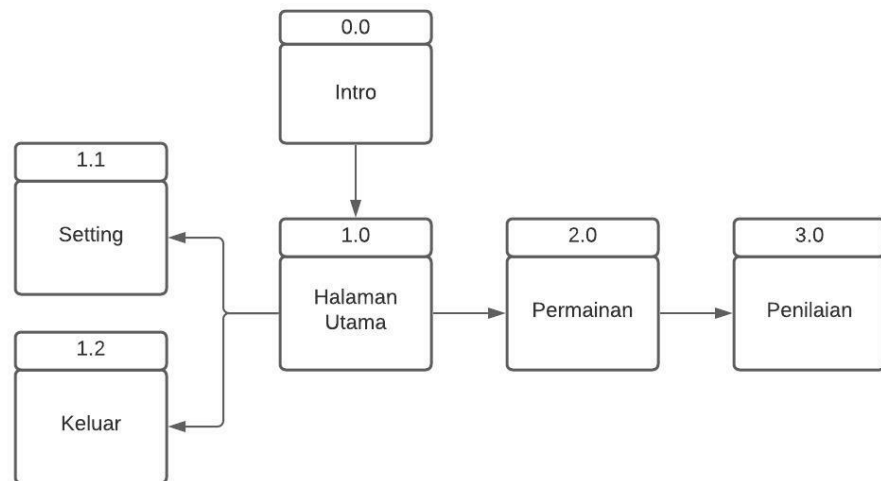 0.0
Intro
1.1
Setting
1.0
Halaman
Utama
2.0
Permainan
3.0
Penilaian
1.2
Keluar